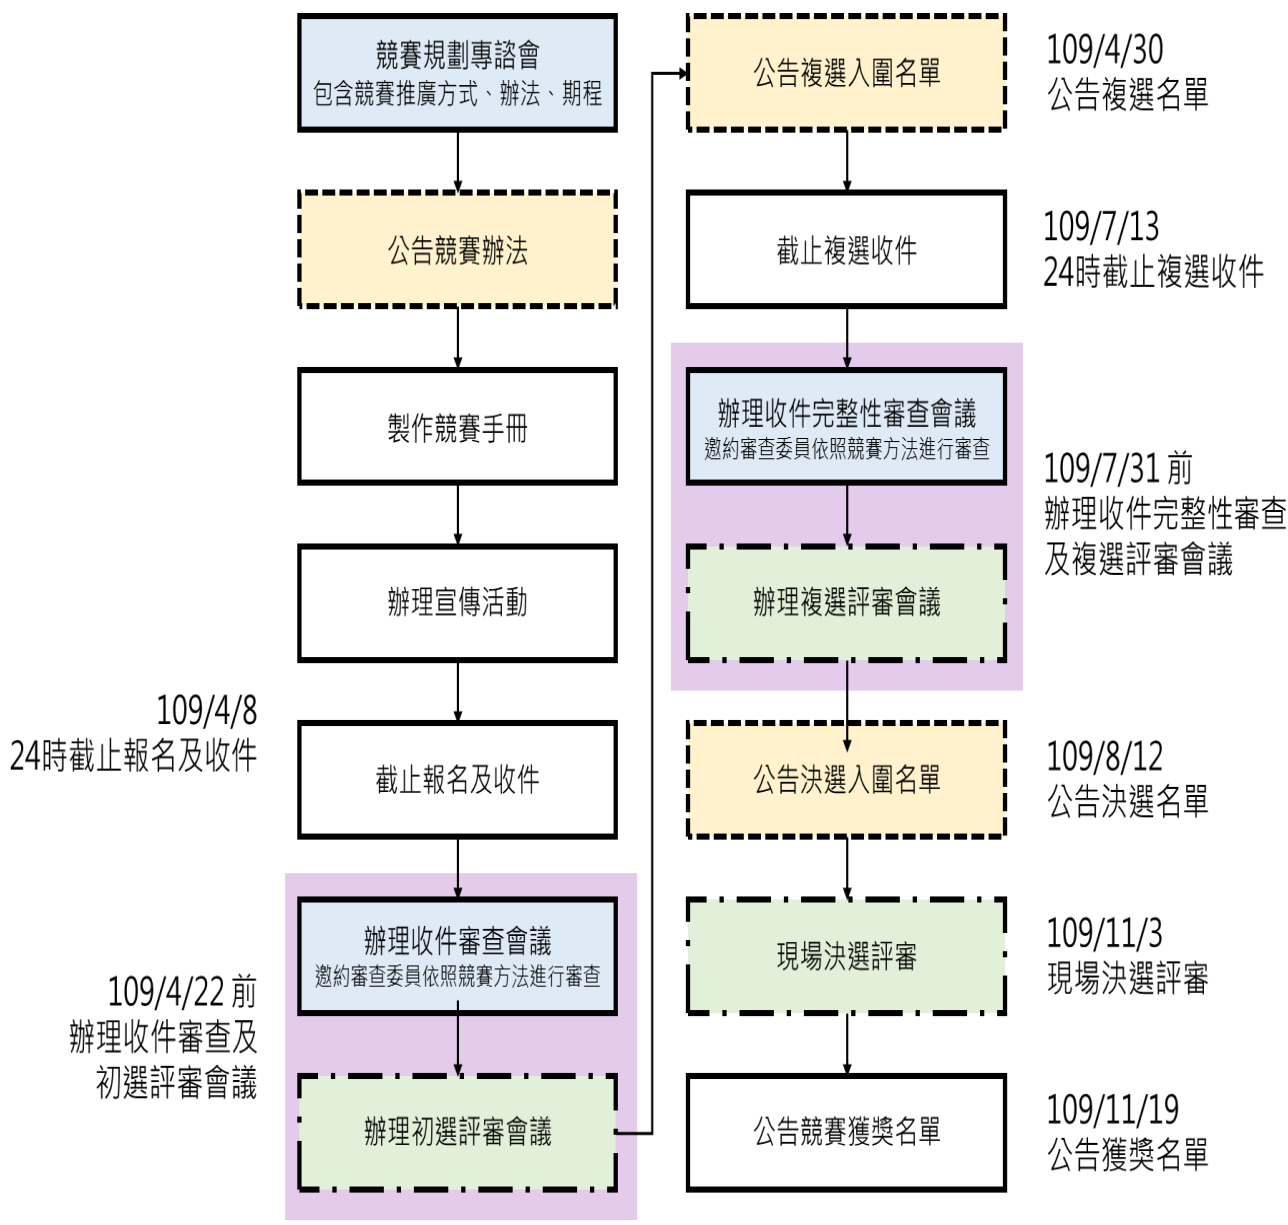 競賽規劃專諮會
包含競賽推廣方式、辦法、期程
公告競賽辦法
製作競賽手冊
辦理宣傳活動
109/4/8
24時截止報名及收件
截止報名及收件
辦理收件審查會議
邀約審查委員依照競賽方法進行審查
109/4/22 前
辦理收件審查及
初選評審會議
辦理初選評審會議
公告複選入圍名單
109/4/30
公告複選名單
截止複選收件
109/7/13
24時截止複選收件
辦理收件完整性審查會議
邀約審查委員依照競賽方法進行審查
109/7/31 前
辦理收件完整性審查
及複選評審會議
辦理複選評審會議
公告決選入圍名單
109/8/12
公告決選名單
現場決選評審
109/11/3
現場決選評審
公告競賽獲獎名單
109/11/19
公告獲獎名單